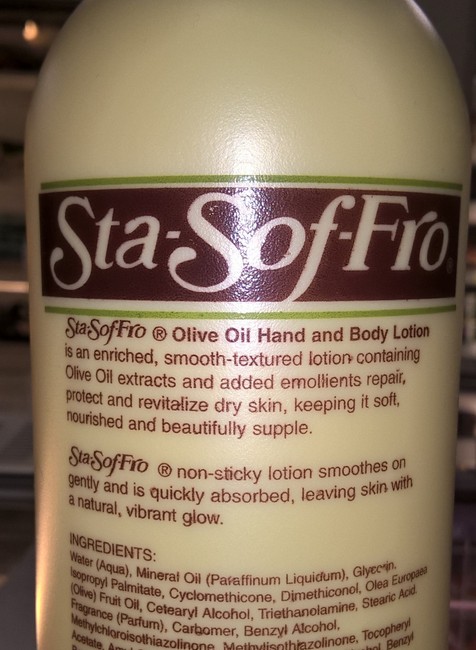 Sta-Sof-Fro®
Sta-Sof-Fro ® Olive Oil Hand and Body Lotion
is an enriched, smooth-textured lotion containing
Olive Oil extracts and added emollients repair,
protect and revitalize dry skin, keeping it soft,
nourished and beautifully supple.
Sta-Sof-Fro ® non-sticky lotion smoothes on
gently and is quickly absorbed, leaving skin with
a natural, vibrant glow.
INGREDIENTS:
Water (Aqua), Mineral Oil (Paraffinum Liquidum), Glycerin,
Isopropyl Palmitate, Cyclomethicone, Dimethiconol, Olea Europaea
(Olive) Fruit Oil, Cetearyl Alcohol, Triethanolamine, Stearic Acid,
Fragrance (Parfum), Carbomer, Benzyl Alcohol,
Methylchloroisothiazolinone, Methylisothiazolinone, Tocopheryl
Acetate, Benzyl